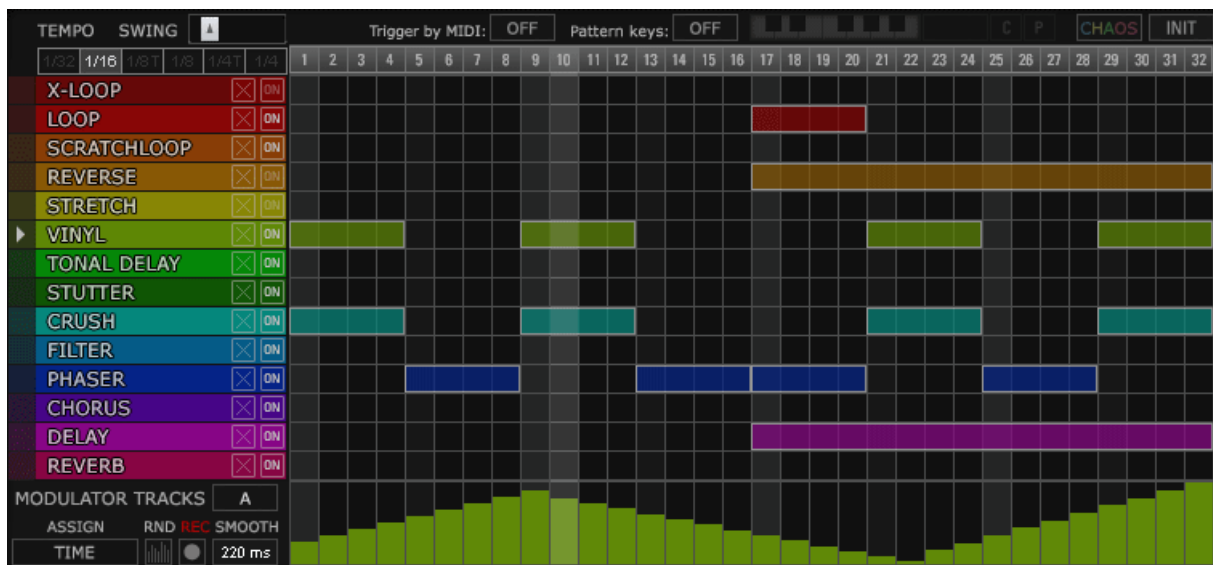 TEMPO SWING Trigger by MIDI: OFF Pattern keys: OFF C P CHAOS INIT
1/32 1/16 1/8T 1/8 1/4T 1/4 1 2 3 4 5 6 7 8 9 10 11 12 13 14 15 16 17 18 19 20 21 22 23 24 25 26 27 28 29 30 31 32
X-LOOP ON
LOOP ON
SCRATCHLOOP ON
REVERSE ON
STRETCH ON
VINYL ON
TONAL DELAY ON
STUTTER ON
CRUSH ON
FILTER ON
PHASER ON
CHORUS ON
DELAY ON
REVERB ON
MODULATOR TRACKS A
ASSIGN RND REC SMOOTH
TIME 220 ms